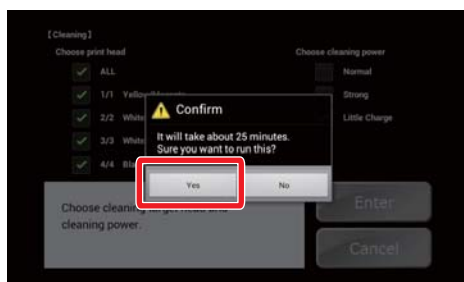 [Cleaning]
Choose print head
Choose cleaning power
ALL
Normal
1/1 Yellow/Magenta
Strong
2/2 White
Little Charge
3/3 White
4/4
Confirm
It will take about 25 minutes.
Sure you want to run this?
Yes
No
Choose cleaning target head and
cleaning power.
Enter
Cancel